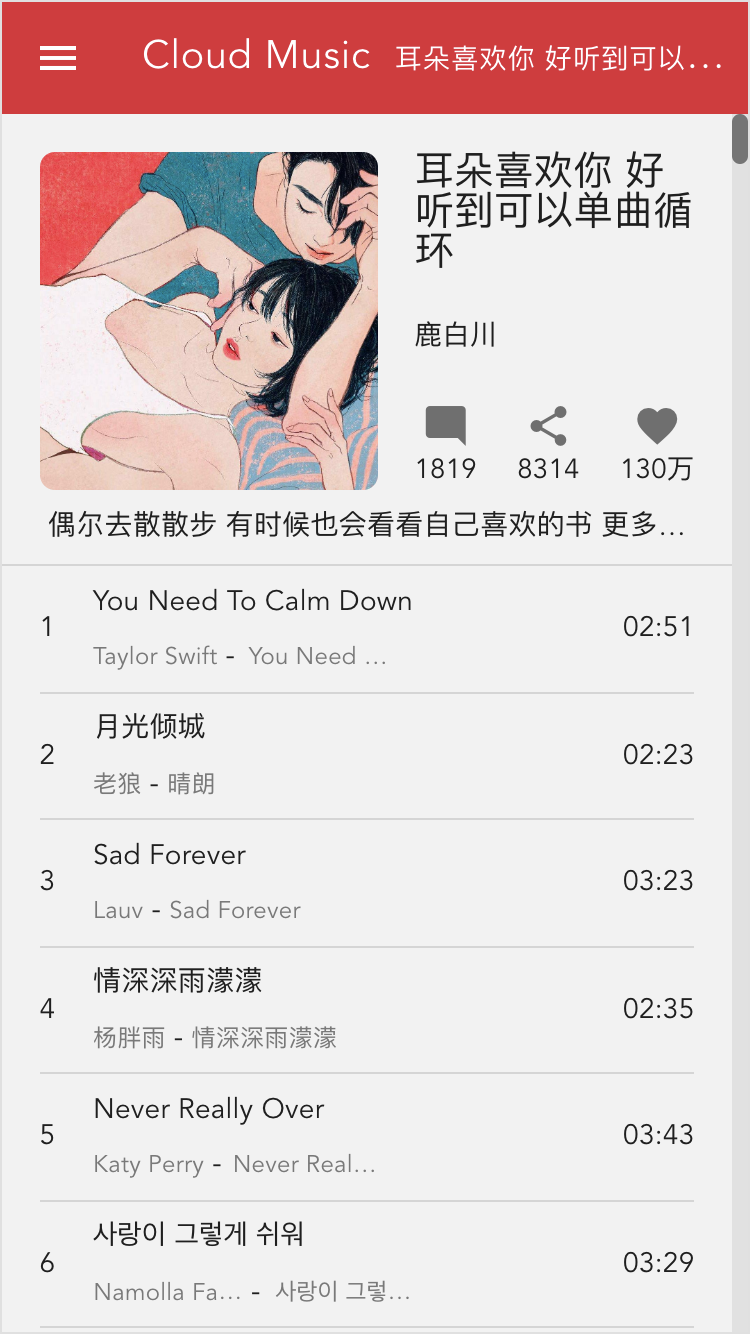 Cloud Music 耳朵喜欢你 好听到可以...
耳朵喜欢你 好
听到可以单曲循
环
鹿白川
1819 8314 130万
偶尔去散散步 有时候也会看看自己喜欢的书 更多...
1 You Need To Calm Down 02:51
Taylor Swift - You Need ...
2 月光倾城 02:23
老狼 - 晴朗
3 Sad Forever 03:23
Lauv - Sad Forever
4 情深深雨濛濛 02:35
杨胖雨 - 情深深雨濛濛
5 Never Really Over 03:43
Katy Perry - Never Real...
6 사랑이 그렇게 쉬워 03:29
Namolla Fa... - 사랑이 그렇...